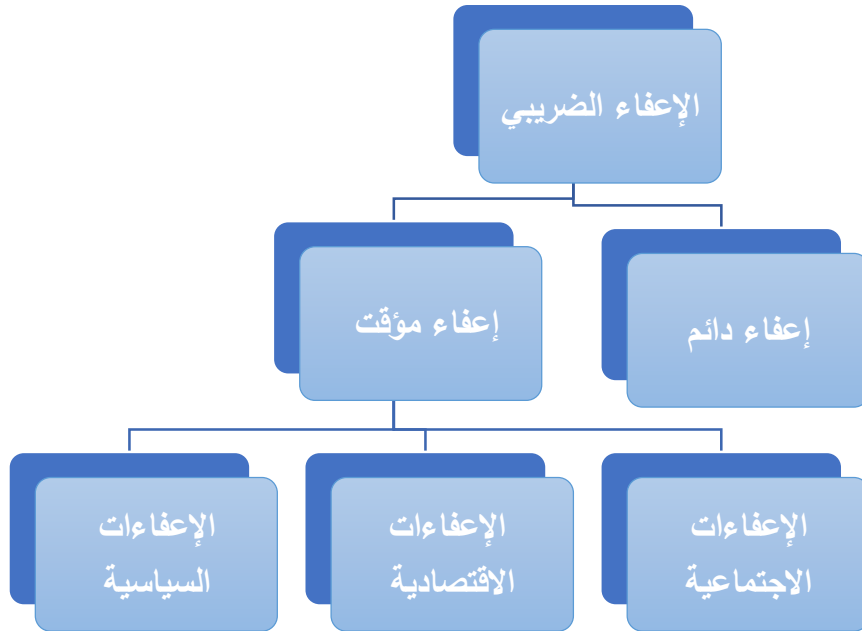 الإعفاء الضريبي
إعفاء دائم
إعفاء مؤقت
الإعفاءات
الاجتماعية
الإعفاءات
الاقتصادية
الإعفاءات
السياسية